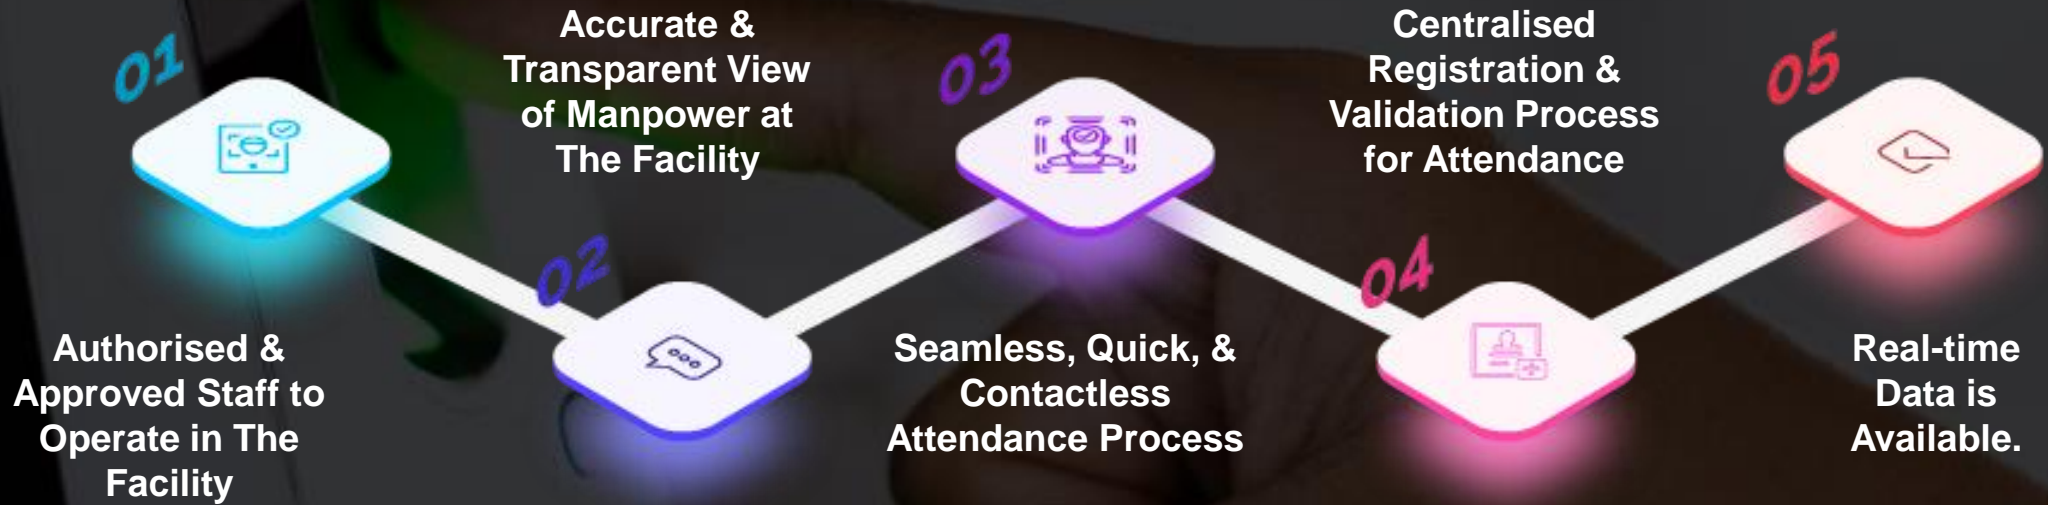 01
Authorised &
Approved Staff to
Operate in The
Facility
02
Accurate &
Transparent View
of Manpower at
The Facility
03
Seamless, Quick, &
Contactless
Attendance Process
04
Centralised
Registration &
Validation Process
for Attendance
05
Real-time
Data is
Available.